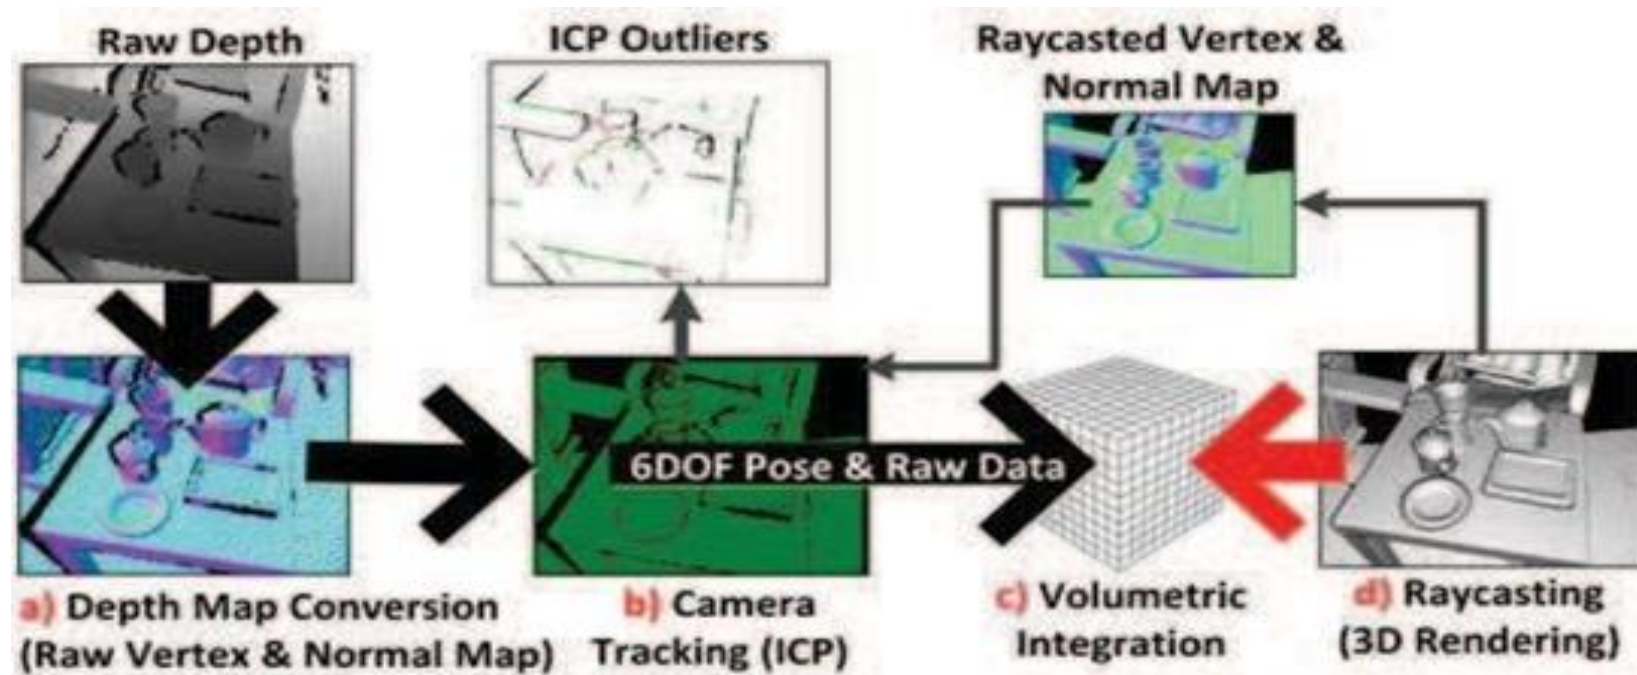 Raw Depth
ICP Outliers
Raycasted Vertex &
Normal Map
6DOF Pose & Raw Data
a) Depth Map Conversion
(Raw Vertex & Normal Map)
b) Camera
Tracking (ICP)
c) Volumetric
Integration
d) Raycasting
(3D Rendering)